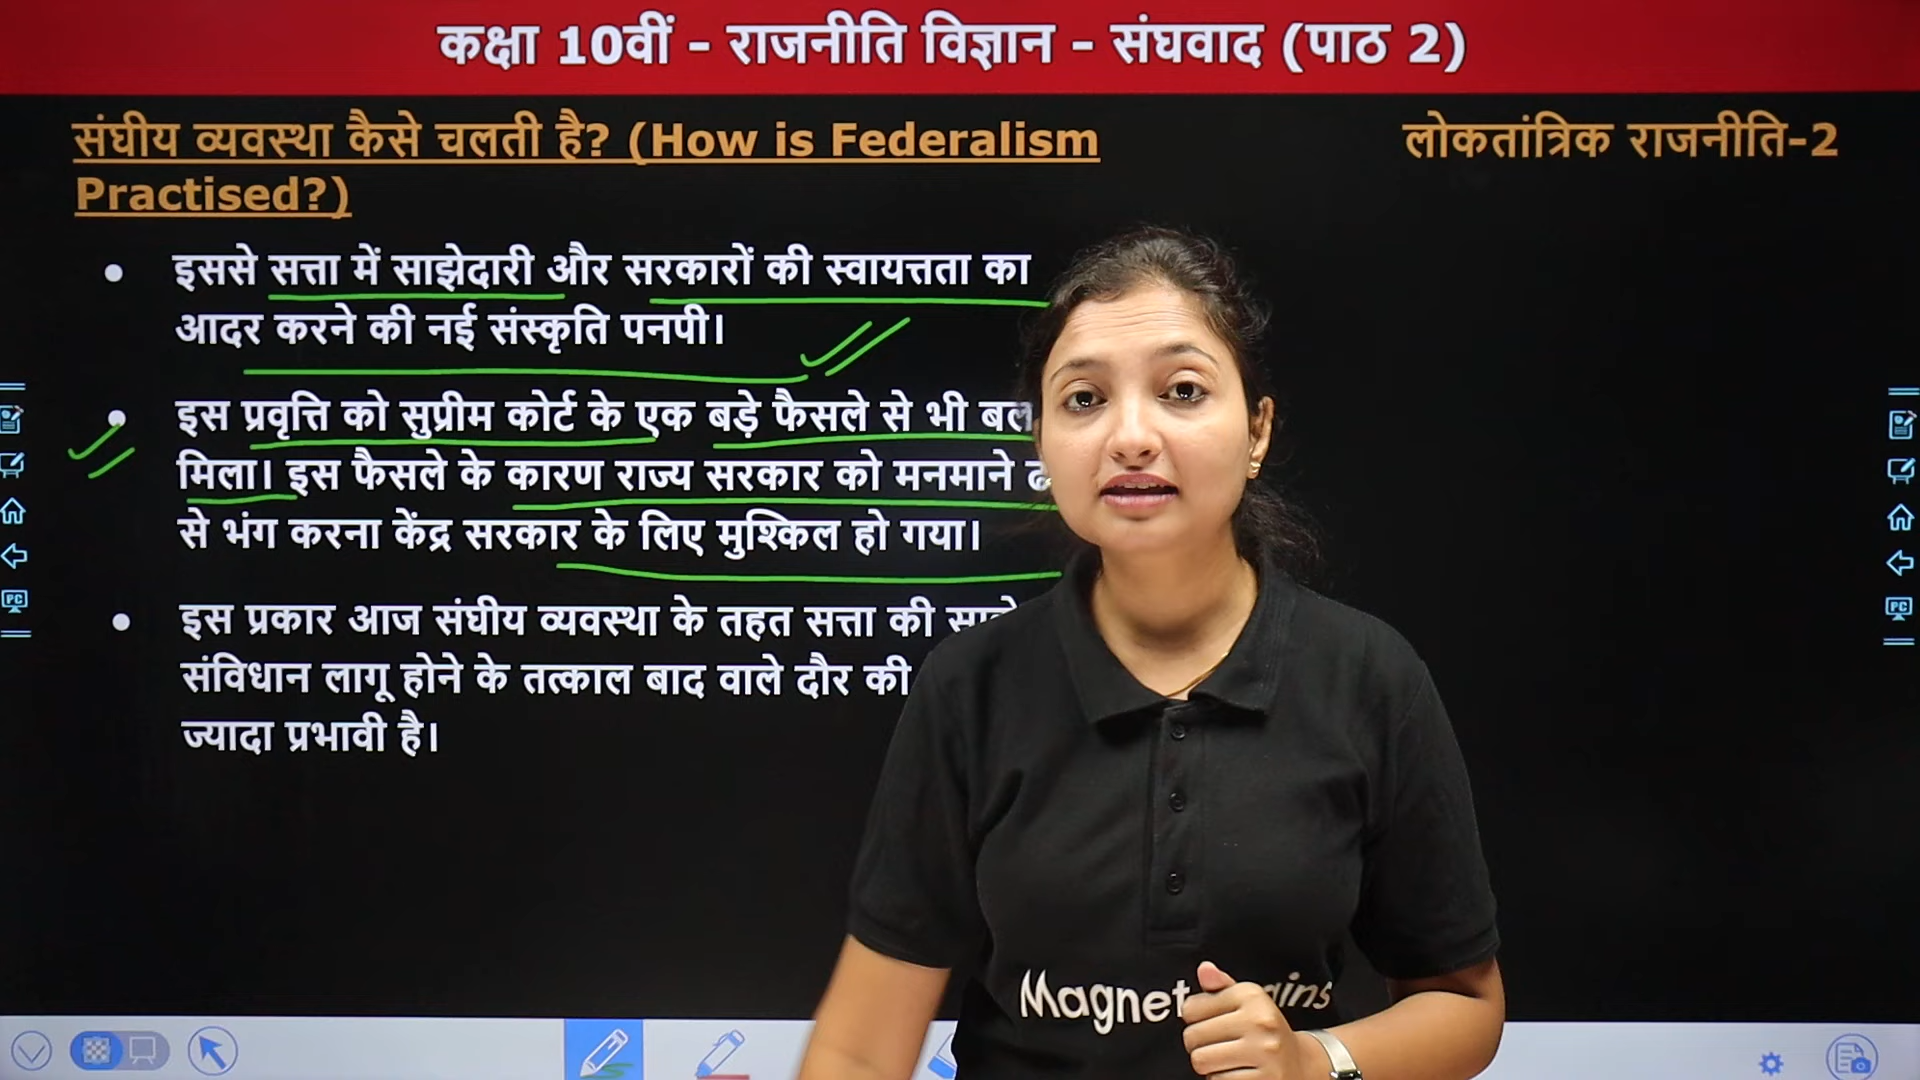 कक्षा 10वीं - राजनीति विज्ञान - संघवाद (पाठ 2)
संघीय व्यवस्था कैसे चलती है? (How is Federalism
Practised?)
लोकतांत्रिक राजनीति-2
इससे सत्ता में साझेदारी और सरकारों की स्वायत्तता का
आदर करने की नई संस्कृति पनपी।
इस प्रवृत्ति को सुप्रीम कोर्ट के एक बड़े फैसले से भी बल
मिला। इस फैसले के कारण राज्य सरकार को मनमाने
से भंग करना केंद्र सरकार के लिए मुश्किल हो गया।
इस प्रकार आज संघीय व्यवस्था के तहत सत्ता की
संविधान लागू होने के तत्काल बाद वाले दौर की
ज्यादा प्रभावी है।
PC
PC